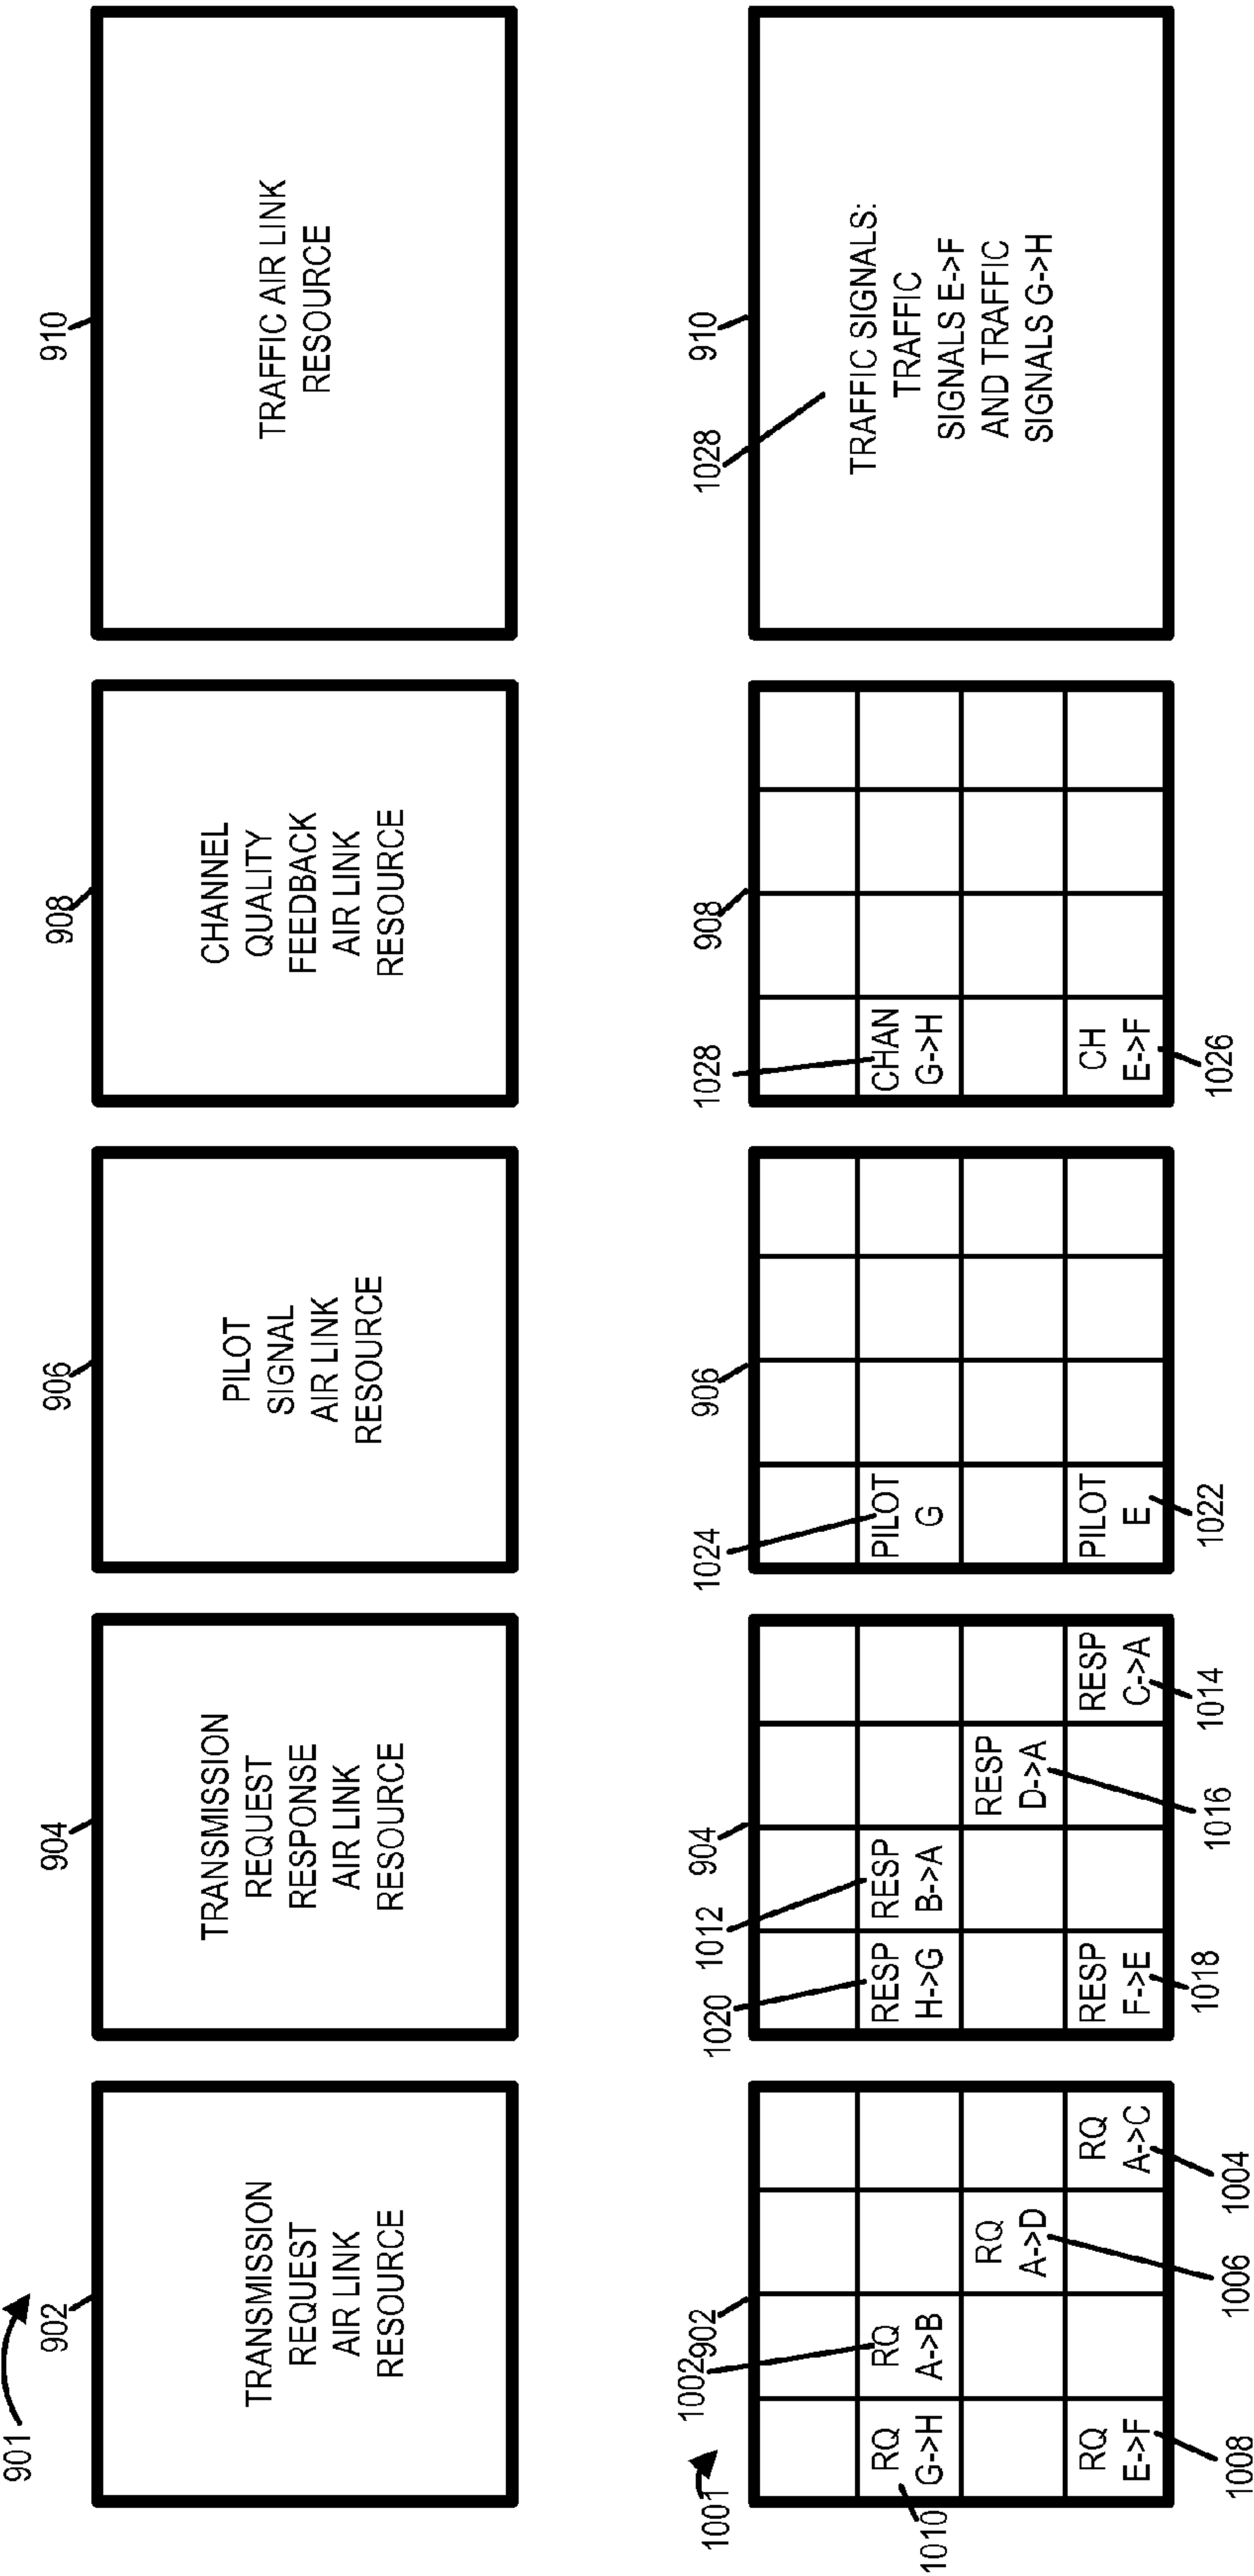 901
902
TRANSMISSION
REQUEST
AIR LINK
RESOURCE
904
TRANSMISSION
REQUEST
RESPONSE
AIR LINK
RESOURCE
906
PILOT
SIGNAL
AIR LINK
RESOURCE
908
CHANNEL
QUALITY
FEEDBACK
AIR LINK
RESOURCE
910
TRAFFIC AIR LINK
RESOURCE
1001
1002
902
1010
RQ
G->H
RQ
A->B
RQ
A->D
RQ
E->F
RQ
A->C
1008
1006
1004
1020
1012
904
RESP
H->G
RESP
B->A
RESP
D->A
RESP
F->E
RESP
C->A
1018
1016
1014
1024
906
PILOT
G
PILOT
E
1022
1028
908
CHAN
G->H
CH
E->F
1026
1028
910
TRAFFIC SIGNALS:
TRAFFIC
SIGNALS E->F
AND TRAFFIC
SIGNALS G->H